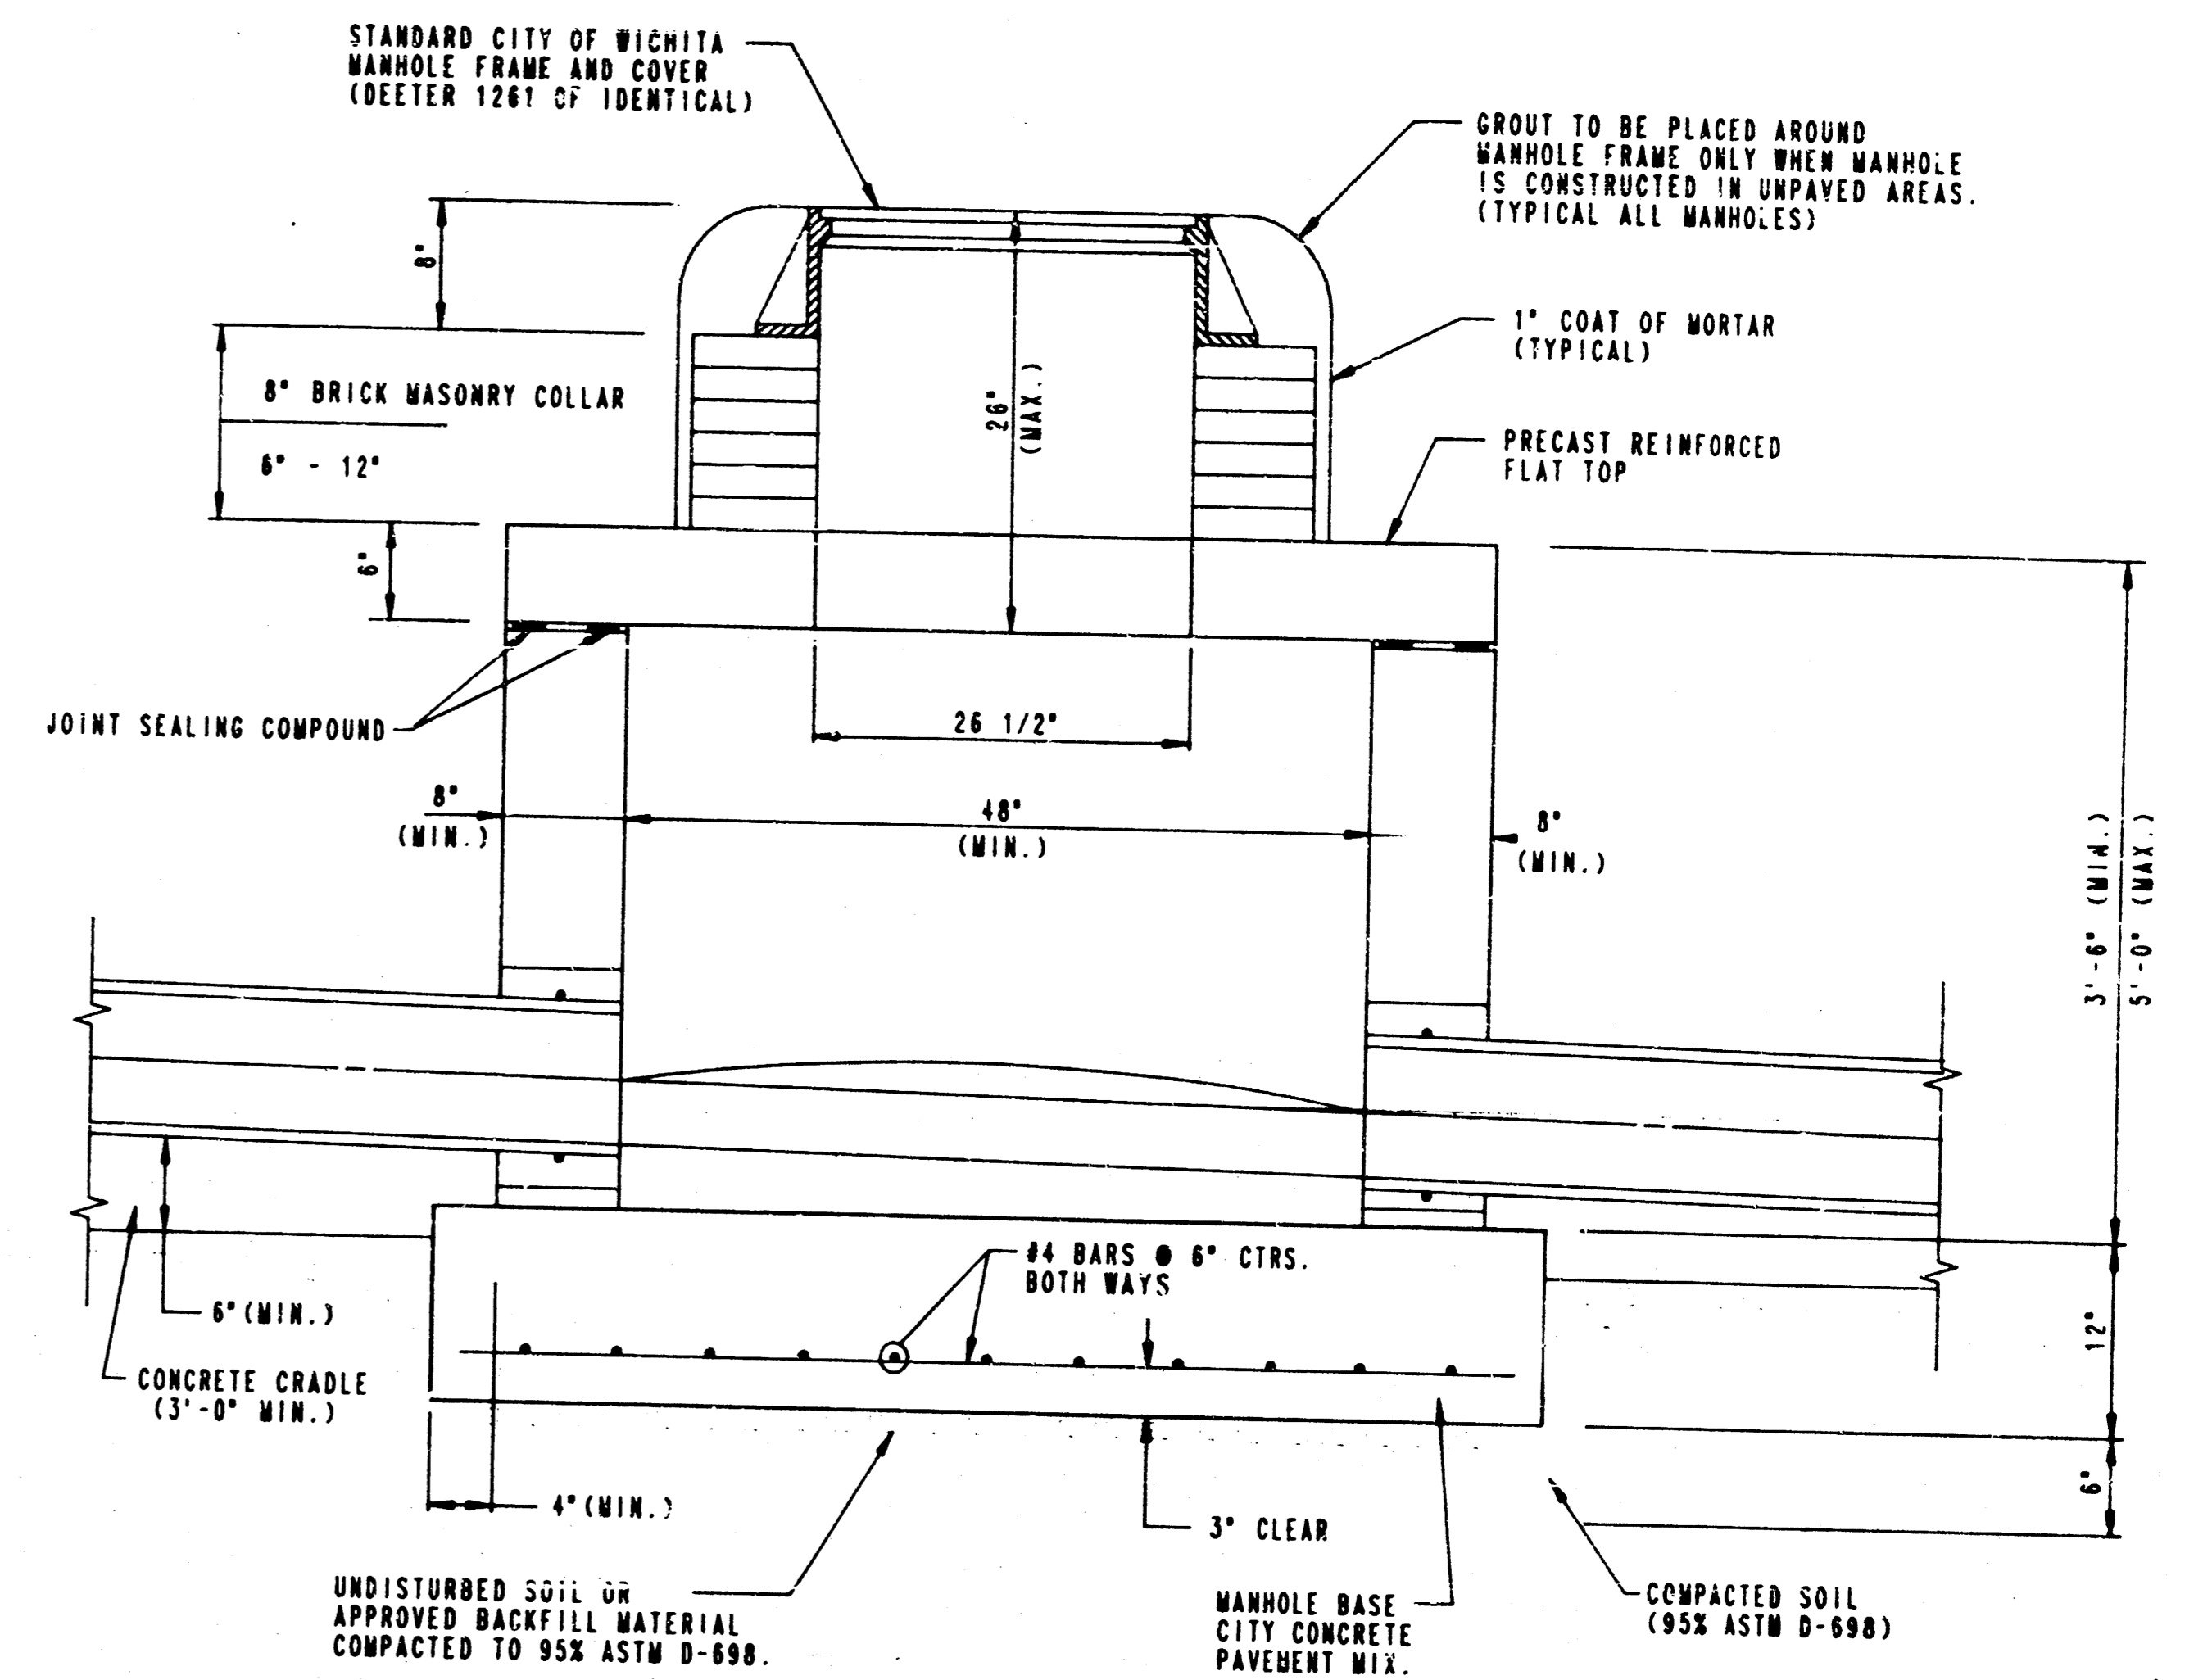 STANDARD CITY OF WICHITA
MANHOLE FRAME AND COVER
(DEETER 1261 OF IDENTICAL)
GROUT TO BE PLACED AROUND
MANHOLE FRAME ONLY WHEN MANHOLE
IS CONSTRUCTED IN UNPAVED AREAS.
(TYPICAL ALL MANHOLES)
8"
1" COAT OF MORTAR
(TYPICAL)
8" BRICK MASONRY COLLAR
6" - 12"
26"
(MAX.)
PRECAST REINFORCED
FLAT TOP
6"
JOINT SEALING COMPOUND
26 1/2"
8"
(MIN.)
48"
(MIN.)
8"
(MIN.)
3'-6" (MIN.)
5'-0" (MAX.)
#4 BARS @ 6" CTRS.
BOTH WAYS
6"(MIN.)
12"
CONCRETE CRADLE
(3'-0" MIN.)
6"
4"(MIN.)
3" CLEAR
UNDISTURBED SOIL OR
APPROVED BACKFILL MATERIAL
COMPACTED TO 95% ASTM D-698.
MANHOLE BASE
CITY CONCRETE
PAVEMENT MIX.
COMPACTED SOIL
(95% ASTM D-698)